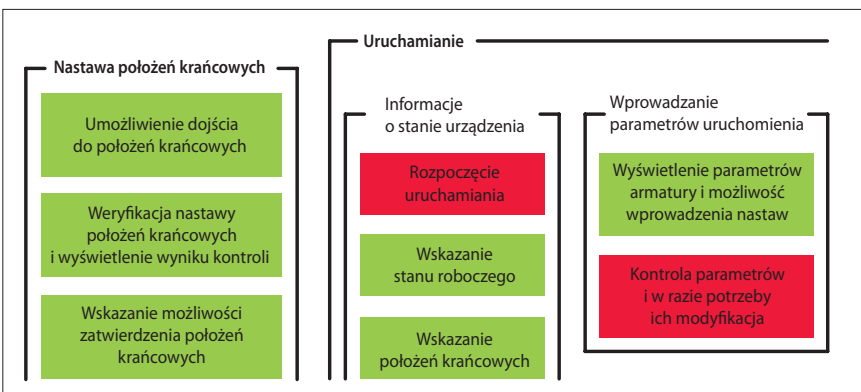 Nastawa położeń krańcowych
Umożliwienie dojścia
do położeń krańcowych
Weryfikacja nastawy
położeń krańcowych
i wyświetlenie wyniku kontroli
Wskazanie możliwości
zatwierdzenia położeń
krańcowych
Uruchamianie
Informacje
o stanie urządzenia
Rozpoczęcie
uruchamiania
Wskazanie
stanu roboczego
Wskazanie
położeń krańcowych
Wprowadzanie
parametrów uruchomienia
Wyświetlenie parametrów
armatury i możliwość
wprowadzenia nastaw
Kontrola parametrów
i w razie potrzeby
ich modyfikacja